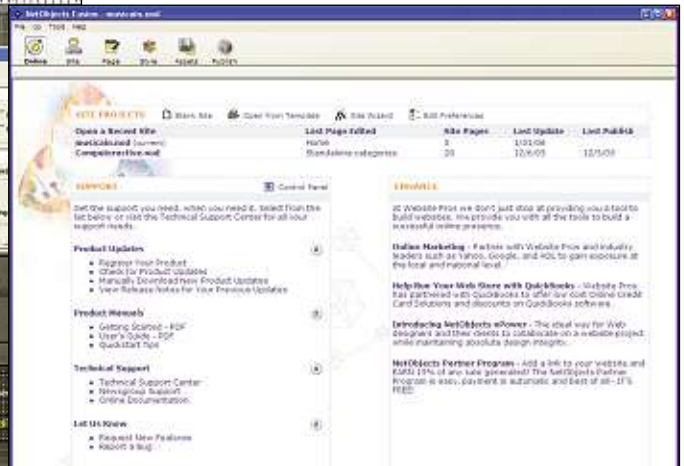 NetObjects Fusion - musicals.nod
File Go Tools Help
Online Site Page Style Assets Publish
SITE PROJECTS Blank Site Open From Template Site Wizard Edit Preferences
Open a Recent Site Last Page Edited Site Pages Last Update Last Publish
musicals.nod (current) Home 5 1/31/06
Computeractive.nod Standalone categories 20 12/6/05 12/5/05
SUPPORT Control Panel
Get the support you need, when you need it. Select from the
list below or visit the Technical Support Center for all your
support needs.
Product Updates
Register Your Product
Check for Product Updates
Manually Download New Product Updates
View Release Notes for Your Previous Updates
Product Manuals
Getting Started - PDF
User's Guide - PDF
Quickstart Tips
Technical Support
Technical Support Center
Newsgroup Support
Online Documentation
Let Us Know
Request New Features
Report a Bug
ENHANCE
At Website Pros we don't just stop at providing you a tool to
build websites. We provide you with all the tools to build a
successful online presence.
Online Marketing - Partner with Website Pros and industry
leaders such as Yahoo, Google, and AOL to gain exposure at
the local and national level.
Help Run Your Web Store with QuickBooks - Website Pros
has partnered with QuickBooks to offer low cost Online Credit
Card Solutions and discounts on QuickBooks software.
Introducing NetObjects ePower - The ideal way for Web
designers and their clients to collaborate on a website project
while maintaining absolute design integrity.
NetObjects Partner Program - Add a link to your website and
EARN 15% of any sale generated! The NetObjects Partner
Program is easy, payment is automatic and best of all - IT'S
FREE!